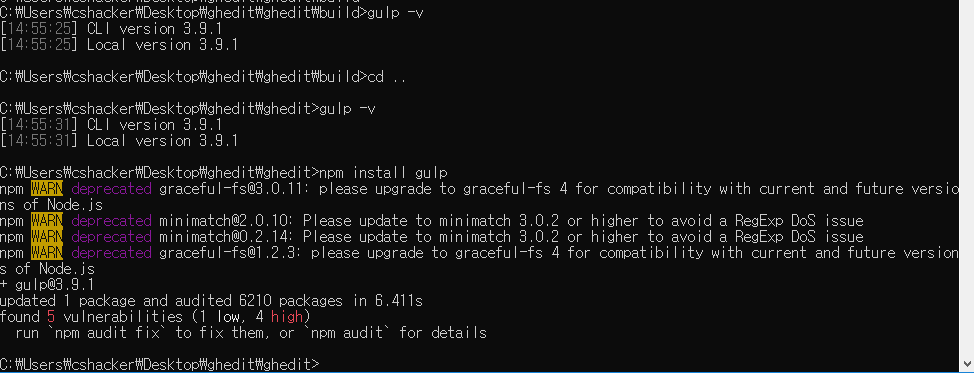 C:₩Users₩cshacker₩Desktop₩ghedit₩ghedit₩build>gulp -v
[14:55:25] CLI version 3.9.1
[14:55:25] Local version 3.9.1
C:₩Users₩cshacker₩Desktop₩ghedit₩ghedit₩build>cd ..
C:₩Users₩cshacker₩Desktop₩ghedit₩ghedit>gulp -v
[14:55:31] CLI version 3.9.1
[14:55:31] Local version 3.9.1
C:₩Users₩cshacker₩Desktop₩ghedit₩ghedit>npm install gulp
npm WARN deprecated graceful-fs@3.0.11: please upgrade to graceful-fs 4 for compatibility with current and future versio
ns of Node.js
npm WARN deprecated minimatch@2.0.10: Please update to minimatch 3.0.2 or higher to avoid a RegExp DoS issue
npm WARN deprecated minimatch@0.2.14: Please update to minimatch 3.0.2 or higher to avoid a RegExp DoS issue
npm WARN deprecated graceful-fs@1.2.3: please upgrade to graceful-fs 4 for compatibility with current and future version
s of Node.js
+ gulp@3.9.1
updated 1 package and audited 6210 packages in 6.411s
found 5 vulnerabilities (1 low, 4 high)
  run `npm audit fix` to fix them, or `npm audit` for details
C:₩Users₩cshacker₩Desktop₩ghedit₩ghedit>